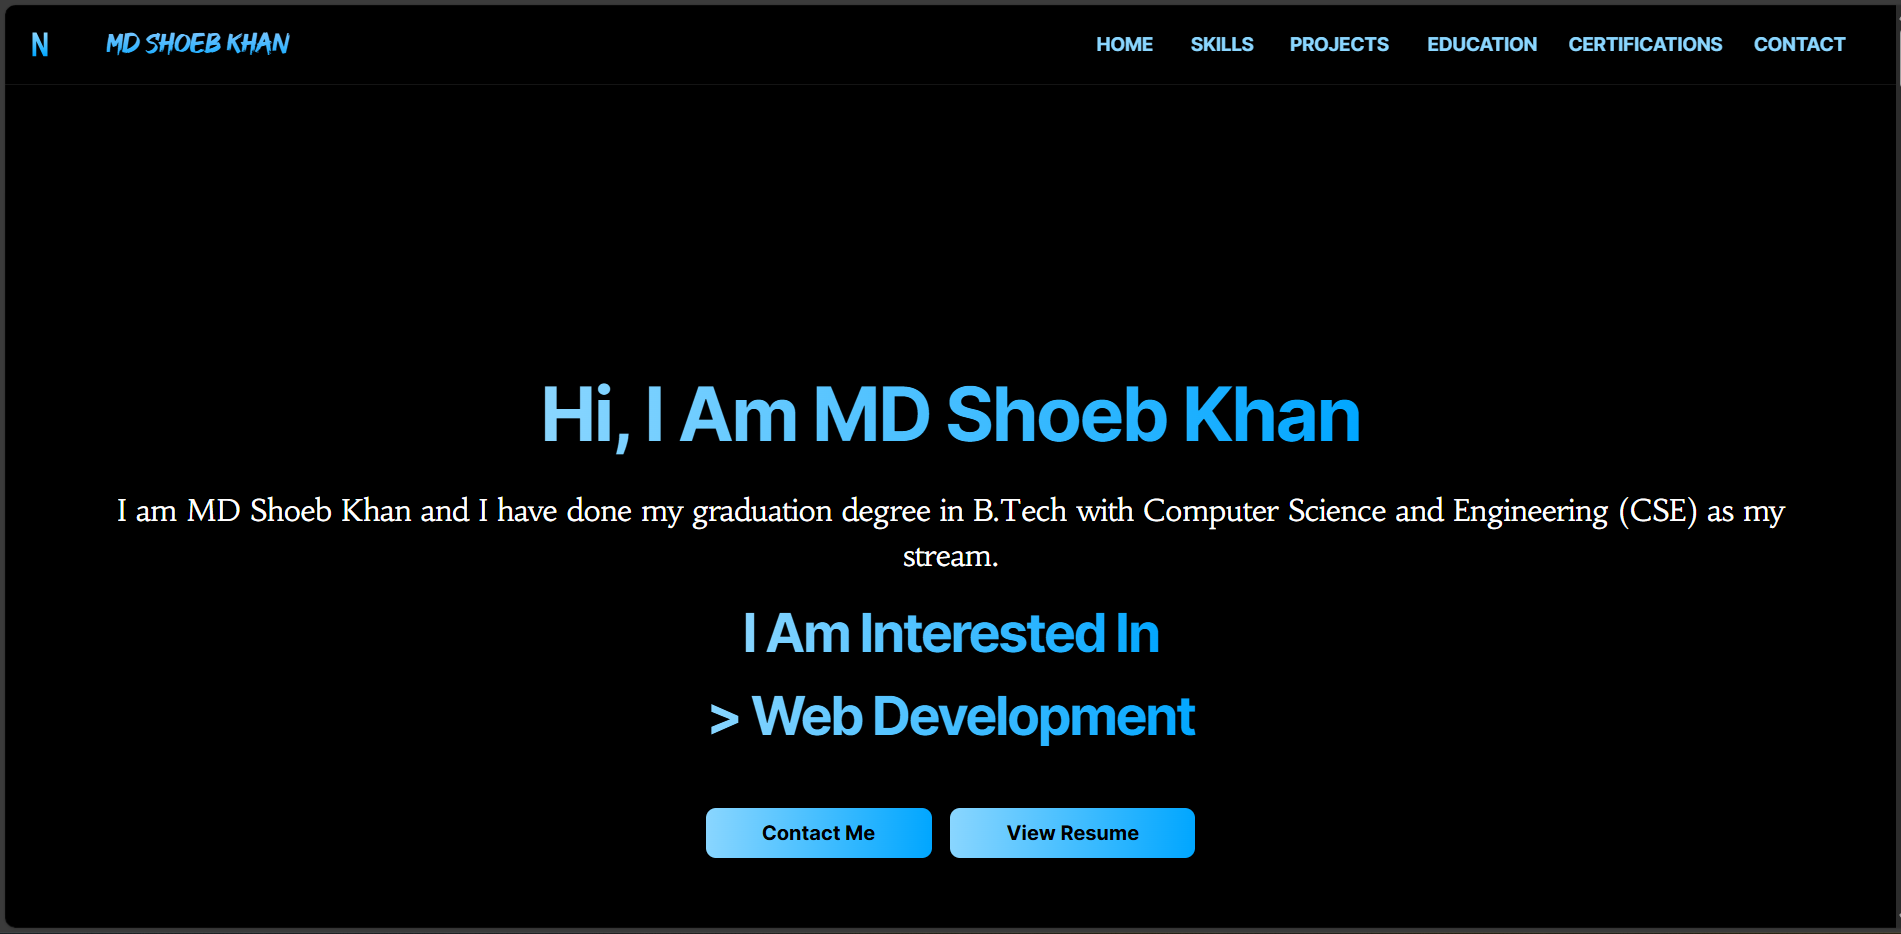 N MD SHOEB KHAN HOME SKILLS PROJECTS EDUCATION CERTIFICATIONS CONTACT
Hi, I Am MD Shoeb Khan
I am MD Shoeb Khan and I have done my graduation degree in B.Tech with Computer Science and Engineering (CSE) as my
stream.
I Am Interested In
> Web Development
Contact Me View Resume